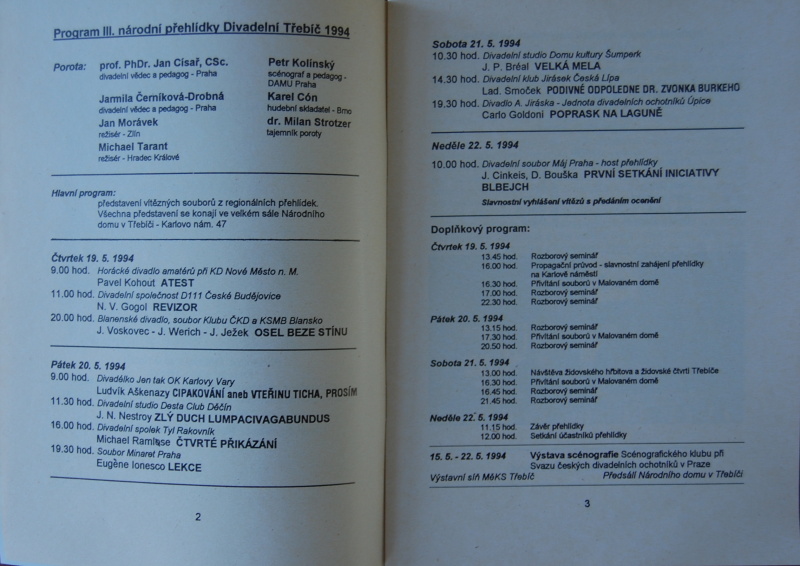 Program III. národní přehlídky Divadelní Třebíč 1994
Porota: prof. PhDr. Jan Císař, CSc.
divadelní vědec a pedagog - Praha
Jarmila Černíková-Drobná
divadelní vědec a pedagog - Praha
Jan Morávek
režisér - Zlín
Michael Tarant
režisér - Hradec Králové
Petr Kolínský
scénograf a pedagog -
DAMU Praha
Karel Cón
hudební skladatel - Brno
dr. Milan Strotzer
tajemník poroty
Hlavní program:
představení vítězných souborů z regionálních přehlídek.
Všechna představení se konají ve velkém sále Národního
domu v Třebíči - Karlovo nám. 47
Čtvrtek 19. 5. 1994
9.00 hod. Horácké divadlo amatérů při KD Nové Město n. M.
Pavel Kohout ATEST
11.00 hod. Divadelní společnost D111 České Budějovice
N. V. Gogol REVIZOR
20.00 hod. Blanenské divadlo, soubor Klubu ČKD a KSMB Blansko
J. Voskovec - J. Werich - J. Ježek OSEL BEZE STÍNU
Pátek 20. 5. 1994
9.00 hod. Divadélko Jen tak OK Karlovy Vary
Ludvík Aškenazy CIPAKOVÁNÍ aneb VTEŘINU TICHA, PROSÍM
11.30 hod. Divadelní studio Desta Club Děčín
J. N. Nestroy ZLÝ DUCH LUMPACIVAGABUNDUS
16.00 hod. Divadelní spolek Tyl Rakovník
Michael Ramlųse ČTVRTÉ PŘIKÁZÁNÍ
19.30 hod. Soubor Minaret Praha
Eugène Ionesco LEKCE
2
Sobota 21. 5. 1994
10.30 hod. Divadelní studio Domu kultury Šumperk
J. P. Bréal VELKÁ MELA
14.30 hod. Divadelní klub Jirásek Česká Lípa
Lad. Smoček PODIVNÉ ODPOLEDNE DR. ZVONKA BURKEHO
19.30 hod. Divadlo A. Jiráska - Jednota divadelních ochotníků Úpice
Carlo Goldoni POPRASK NA LAGUNĚ
Neděle 22. 5. 1994
10.00 hod. Divadelní soubor Máj Praha - host přehlídky
J. Cinkeis, D. Bouška PRVNÍ SETKÁNÍ INICIATIVY
BLBEJCH
Slavnostní vyhlášení vítězů s předáním ocenění
Doplňkový program:
Čtvrtek 19. 5. 1994
13.45 hod. Rozborový seminář
16.00 hod. Propagační průvod - slavnostní zahájení přehlídky
na Karlově náměstí
16.30 hod. Přivítání souborů v Malovaném domě
17.00 hod. Rozborový seminář
22.30 hod. Rozborový seminář
Pátek 20. 5. 1994
13.15 hod. Rozborový seminář
17.30 hod. Přivítání souborů v Malovaném domě
20.50 hod. Rozborový seminář
Sobota 21. 5. 1994
13.00 hod. Návštěva židovského hřbitova a židovské čtvrti Třebíče
16.30 hod. Přivítání souborů v Malovaném domě
16.45 hod. Rozborový seminář
21.45 hod. Rozborový seminář
Neděle 22. 5. 1994
11.15 hod. Závěr přehlídky
12.00 hod. Setkání účastníků přehlídky
15. 5. - 22. 5. 1994 Výstava scénografie Scénografického klubu při
Svazu českých divadelních ochotníků v Praze
Výstavní síň MěKS Třebíč Předsálí Národního domu v Třebíči
3